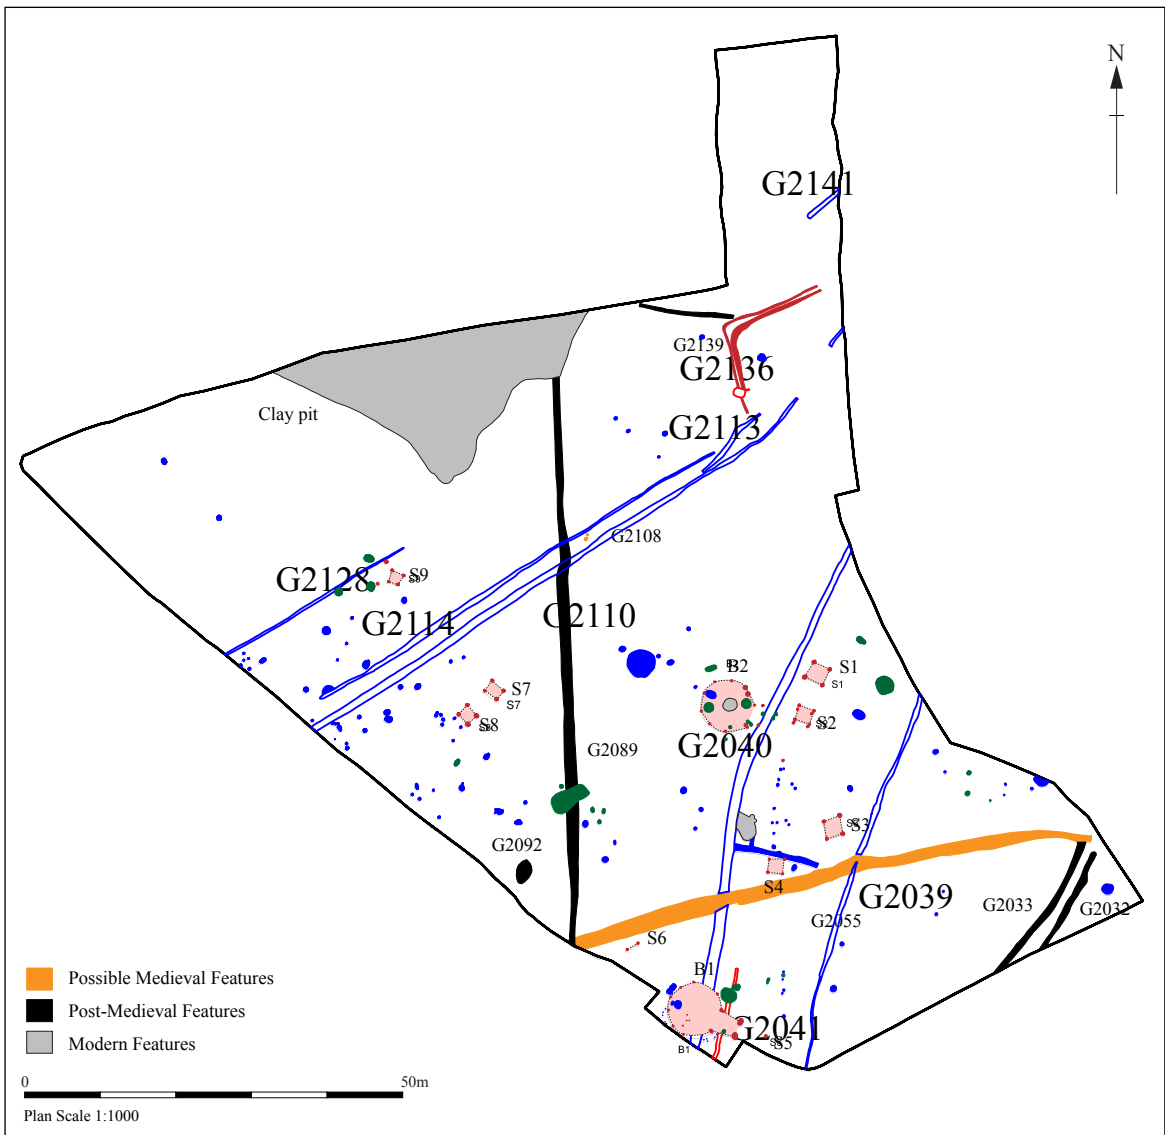 N
G2141
G2139
G2136
G2113
Clay pit
G2108
G2128
S9
G2114
G2110
B2
S1
S1
S7
S7
S2
S8
G2040
G2089
S3
G2092
S4
G2039
G2055
G2033
G2032
S6
B1
G2041
S5
B1
Possible Medieval Features
Post-Medieval Features
Modern Features
0 50m
Plan Scale 1:1000